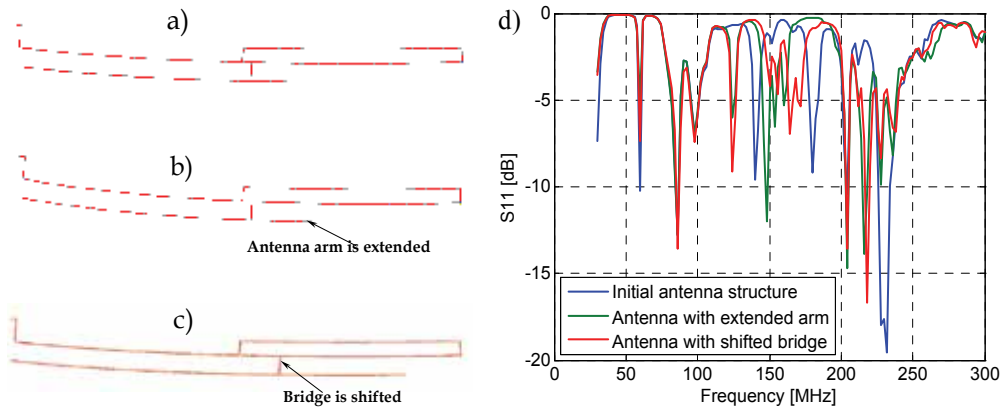 a)
b)
Antenna arm is extended
c)
Bridge is shifted
d)
S11 [dB]
0
-5
-10
-15
-20
Initial antenna structure
Antenna with extended arm
Antenna with shifted bridge
0 50 100 150 200 250 300
Frequency [MHz]